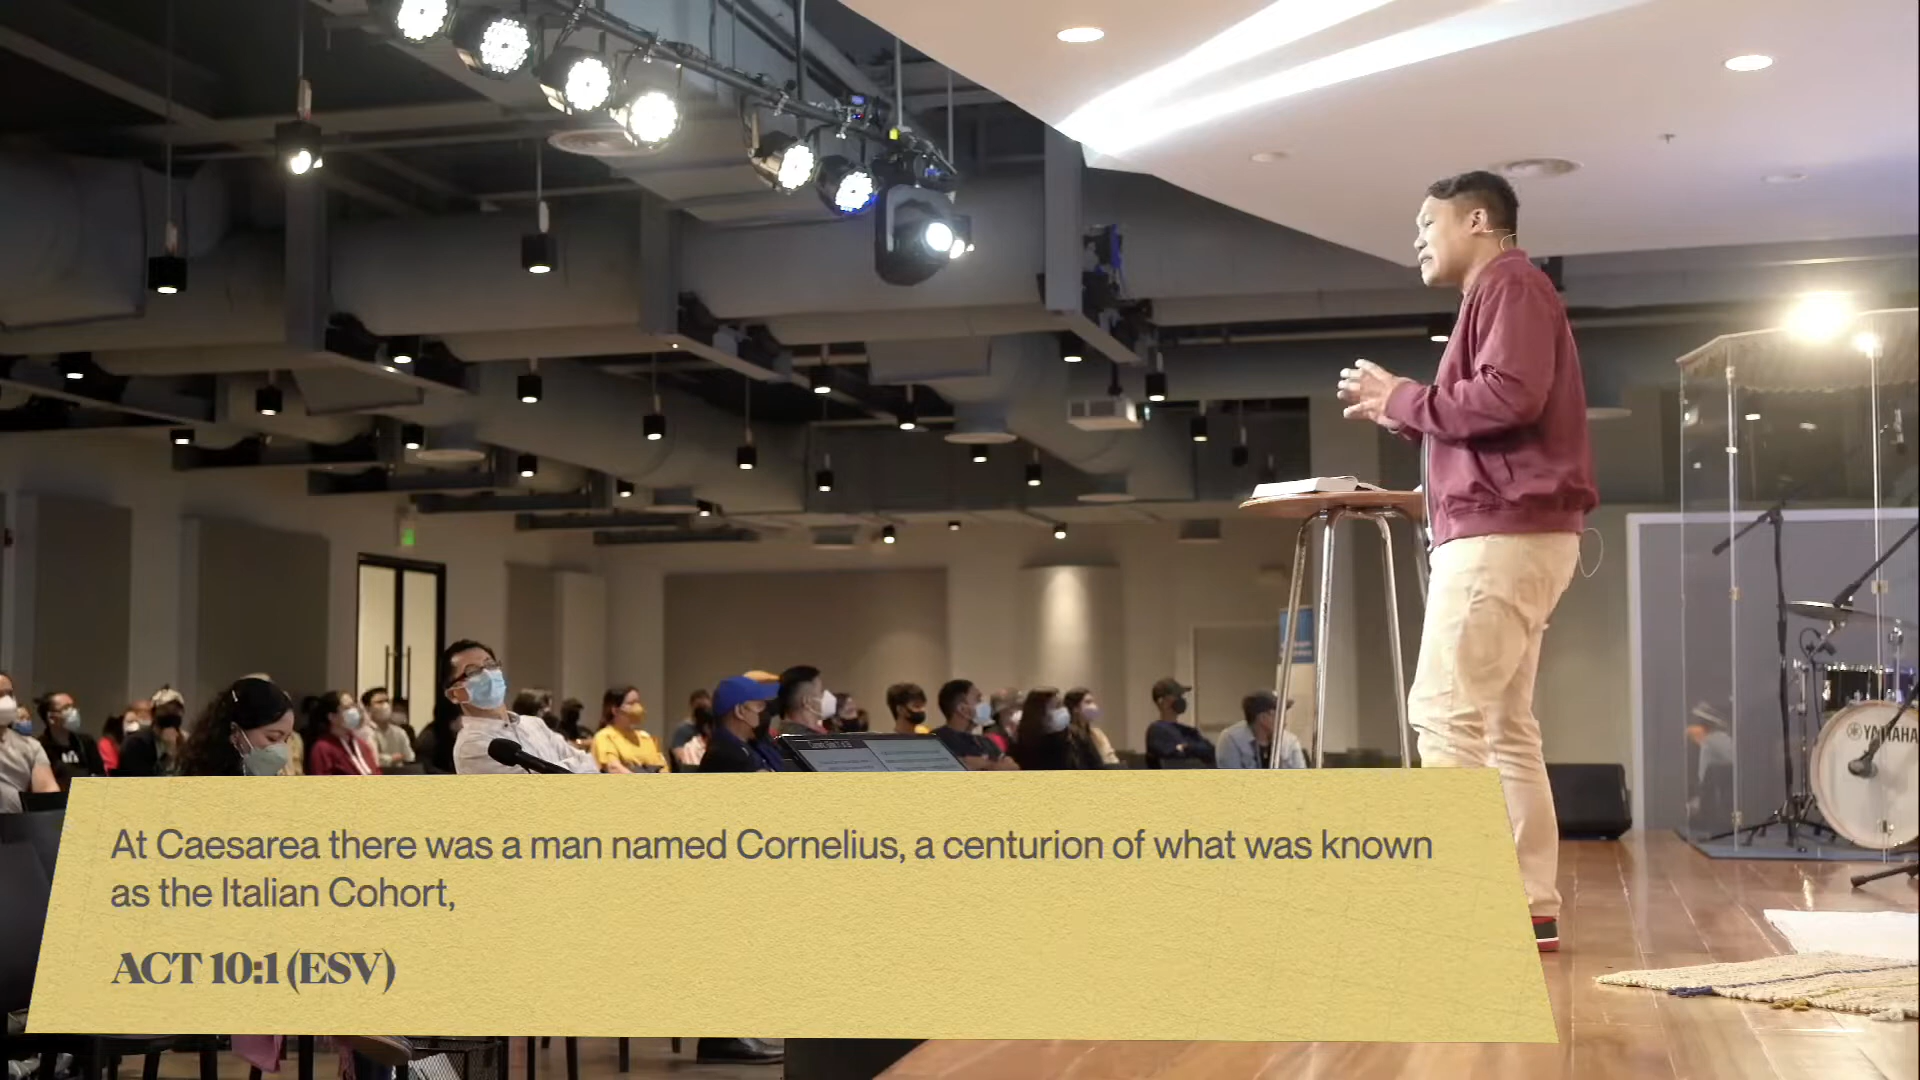 At Caesarea there was a man named Cornelius, a centurion of what was known
as the Italian Cohort,
ACT 10:1 (ESV)
YAMAHA